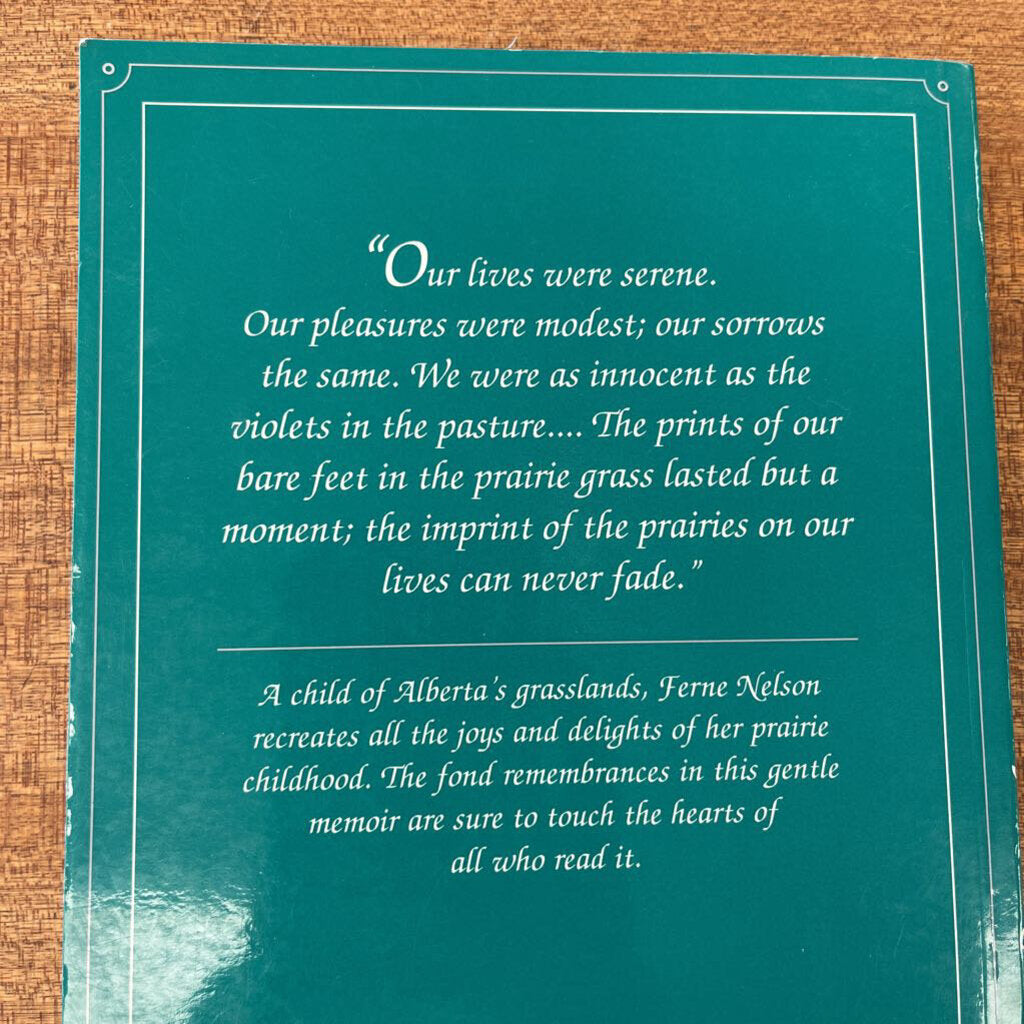 “Our lives were serene.
Our pleasures were modest; our sorrows
the same. We were as innocent as the
violets in the pasture.... The prints of our
bare feet in the prairie grass lasted but a
moment; the imprint of the prairies on our
lives can never fade.”
A child of Alberta's grasslands, Ferne Nelson
recreates all the joys and delights of her prairie
childhood. The fond remembrances in this gentle
memoir are sure to touch the hearts of
all who read it.